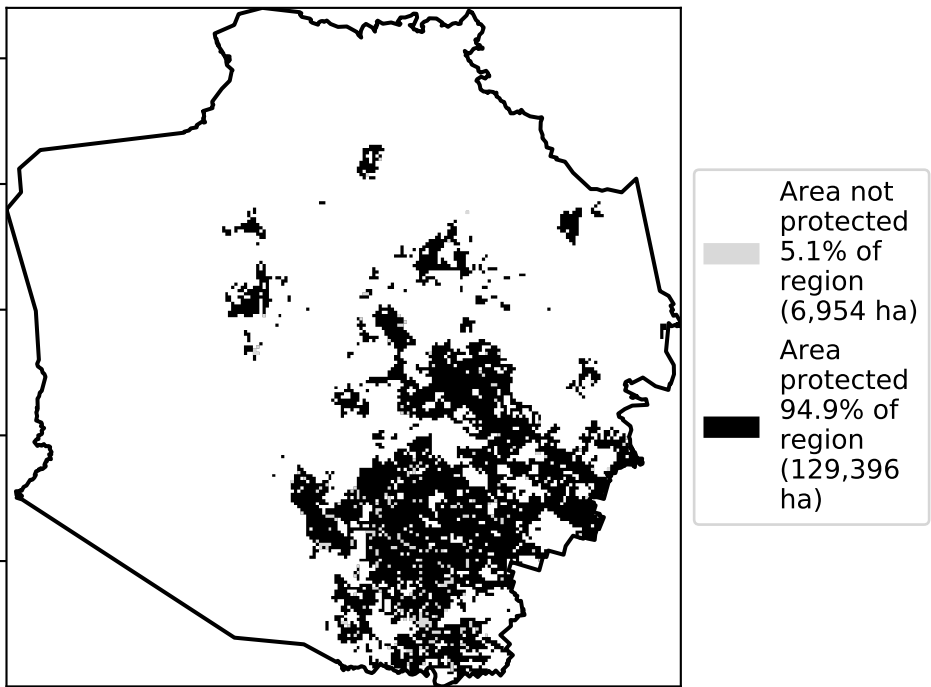 Area not
protected
5.1% of
region
(6,954 ha)
Area
protected
94.9% of
region
(129,396
ha)